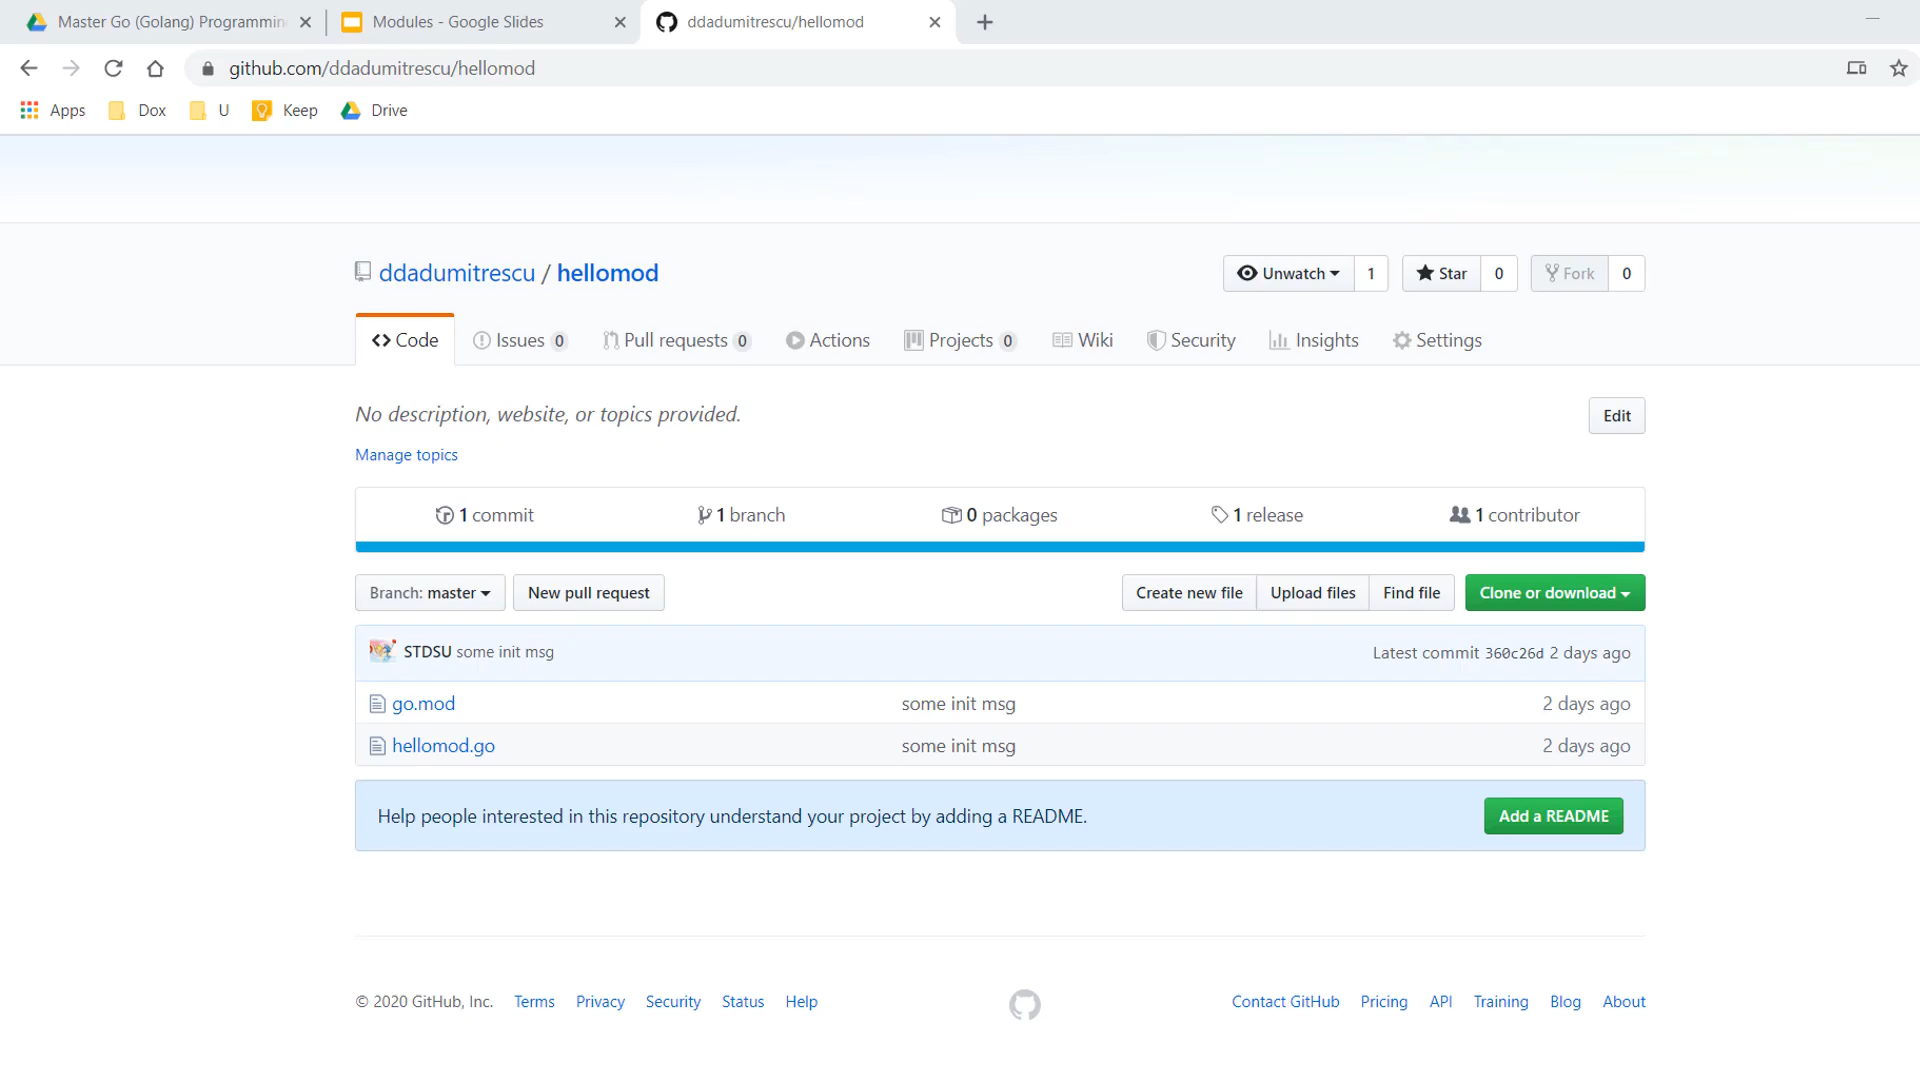 Master Go (Golang) Programmin
Modules - Google Slides
ddadumitrescu/hellomod
github.com/ddadumitrescu/hellomod
Apps
Dox
U
Keep
Drive
ddadumitrescu / hellomod
Unwatch 1
Star 0
Fork 0
Code
Issues 0
Pull requests 0
Actions
Projects 0
Wiki
Security
Insights
Settings
No description, website, or topics provided.
Edit
Manage topics
1 commit
1 branch
0 packages
1 release
1 contributor
Branch: master
New pull request
Create new file
Upload files
Find file
Clone or download
STDSU some init msg
Latest commit 360c26d 2 days ago
go.mod
some init msg
2 days ago
hellomod.go
some init msg
2 days ago
Help people interested in this repository understand your project by adding a README.
Add a README
© 2020 GitHub, Inc.
Terms
Privacy
Security
Status
Help
Contact GitHub
Pricing
API
Training
Blog
About